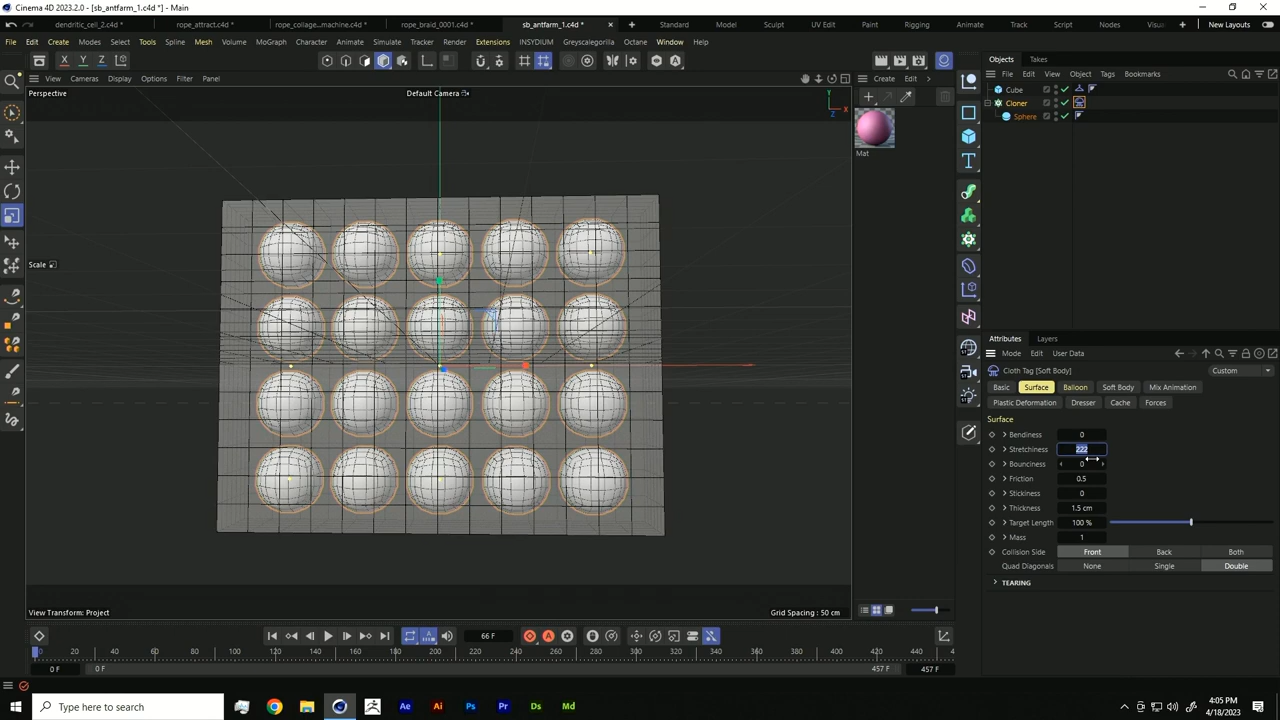 Cinema 4D 2023.2.0 - [sb_antfarm_1.c4d *] - Main
dendritic_cell_2.c4d *
rope_attract.c4d *
rope_collage...machine.c4d *
rope_braid_0001.c4d *
sb_antfarm_1.c4d *
Standard
Sculpt
UV Edit
Paint
Rigging
Animate
Track
Script
Nodes
New Layouts
File Edit Create Modes Select Tools Spline Mesh Volume MoGraph Character Animate Simulate Tracker Render Extensions INSYDIUM Greyscalegorilla Octane Window Help
X Y Z
View Cameras Display Options Filter Panel
Create Edit
Perspective
Default Camera
Y
X
Z
Mat
Scale
View Transform: Project
Grid Spacing : 50 cm
Objects Takes
File Edit View Object Tags Bookmarks
Cube
Cloner
Sphere
Attributes Layers
Mode Edit User Data
Cloth Tag [Soft Body]
Custom
Basic Surface Balloon Soft Body Mix Animation
Plastic Deformation Dresser Cache Forces
Surface
Bendiness 0
Stretchiness 222
Bounciness 0
Friction 0.5
Stickiness 0
Thickness 1.5 cm
Target Length 100 %
Mass 1
Collision Side Front Back Both
Quad Diagonals None Single Double
TEARING
66 F
0 20 40 60 80 100 120 140 160 180 200 220 240 260 280 300 320 340 360 380 400 420 440 4
0 F
0 F
457 F
457 F
Type here to search
Ae Ai Ps Pr Ds Md
4:05 PM
4/18/2023